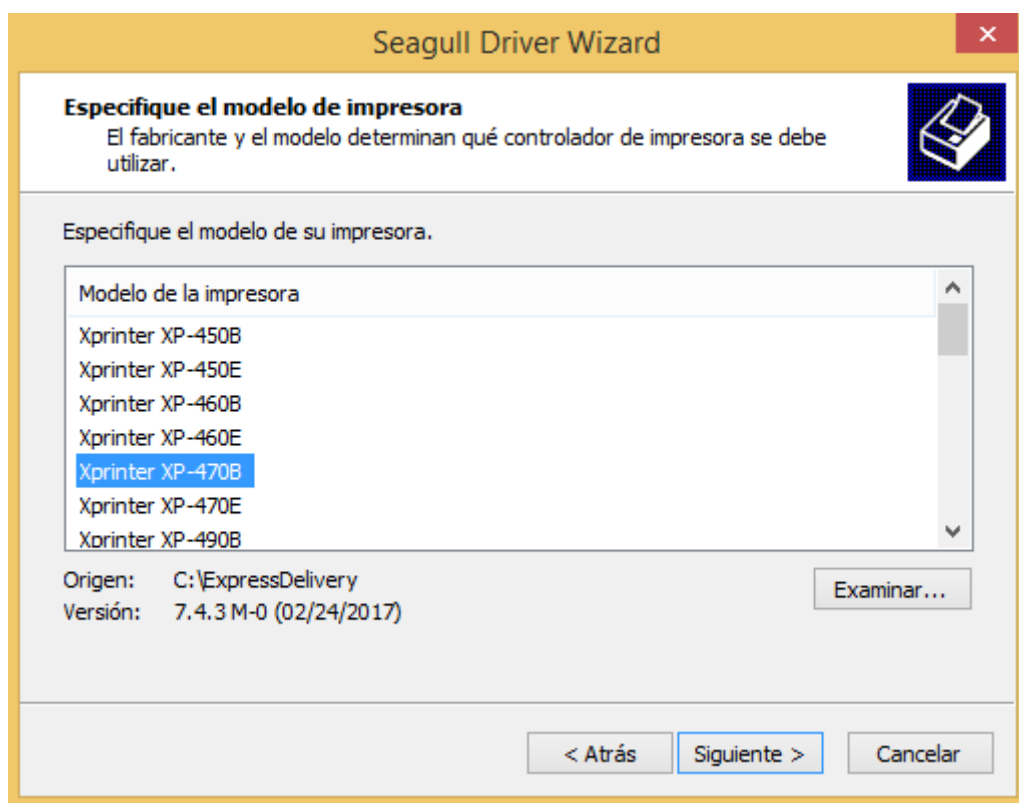 Seagull Driver Wizard
Especifique el modelo de impresora
El fabricante y el modelo determinan qué controlador de impresora se debe
utilizar.
Especifique el modelo de su impresora.
Modelo de la impresora
Xprinter XP-450B
Xprinter XP-450E
Xprinter XP-460B
Xprinter XP-460E
Xprinter XP-470B
Xprinter XP-470E
Xprinter XP-490B
Origen: C:\ExpressDelivery
Examinar...
Versión: 7.4.3 M-0 (02/24/2017)
< Atrás Siguiente > Cancelar